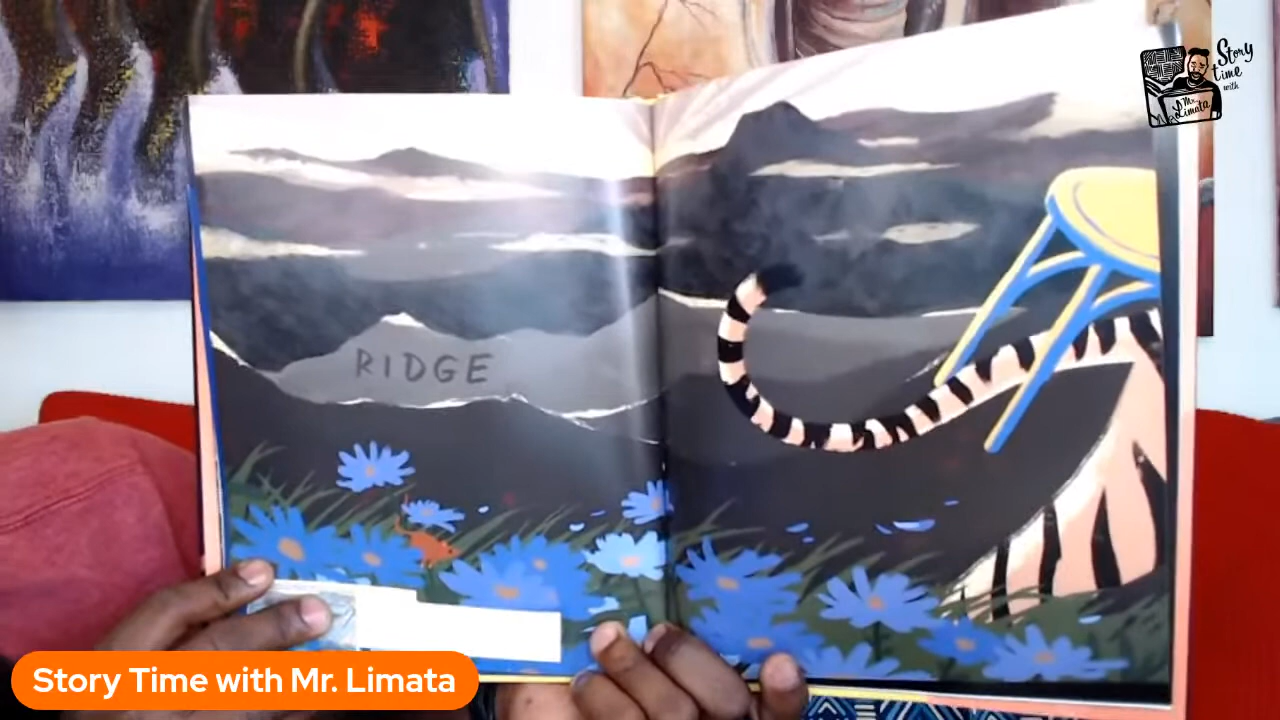 Story
time
with
Mr.
Limata
RIDGE
Story Time with Mr. Limata